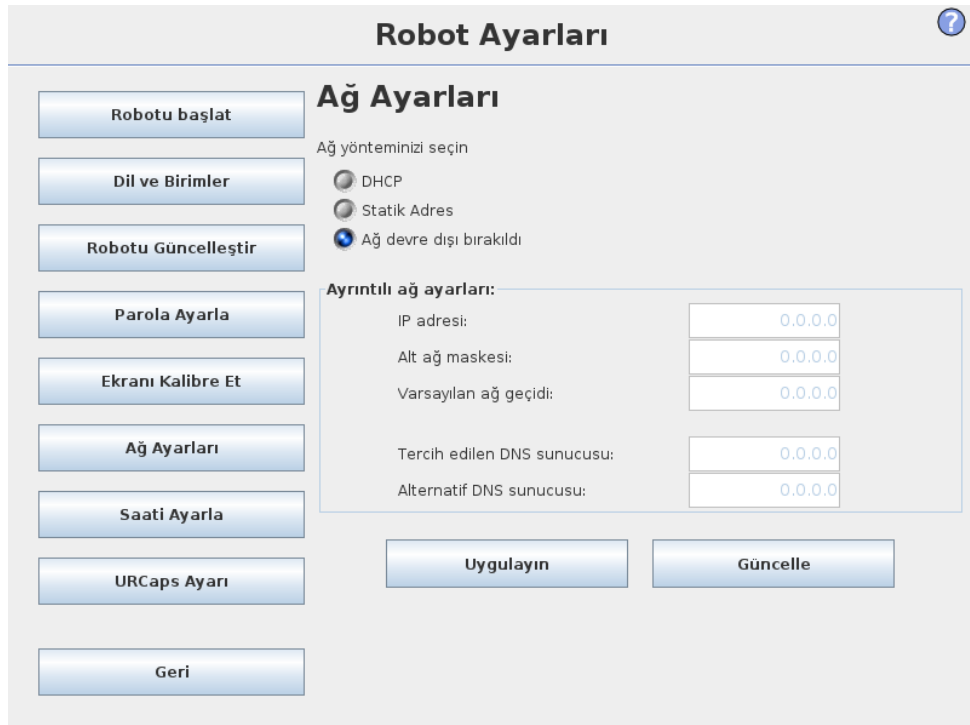 Robot Ayarları
?
Robotu başlat
Dil ve Birimler
Robotu Güncelleştir
Parola Ayarla
Ekranı Kalibre Et
Ağ Ayarları
Saati Ayarla
URCaps Ayarı
Geri
Ağ Ayarları
Ağ yönteminizi seçin
DHCP
Statik Adres
Ağ devre dışı bırakıldı
Ayrıntılı ağ ayarları:
IP adresi: 0.0.0.0
Alt ağ maskesi: 0.0.0.0
Varsayılan ağ geçidi: 0.0.0.0
Tercih edilen DNS sunucusu: 0.0.0.0
Alternatif DNS sunucusu: 0.0.0.0
Uygulayın Güncelle